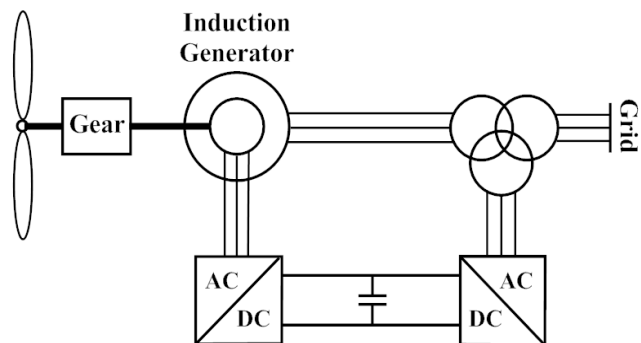 Induction
Generator
Gear
Grid
AC
DC
AC
DC